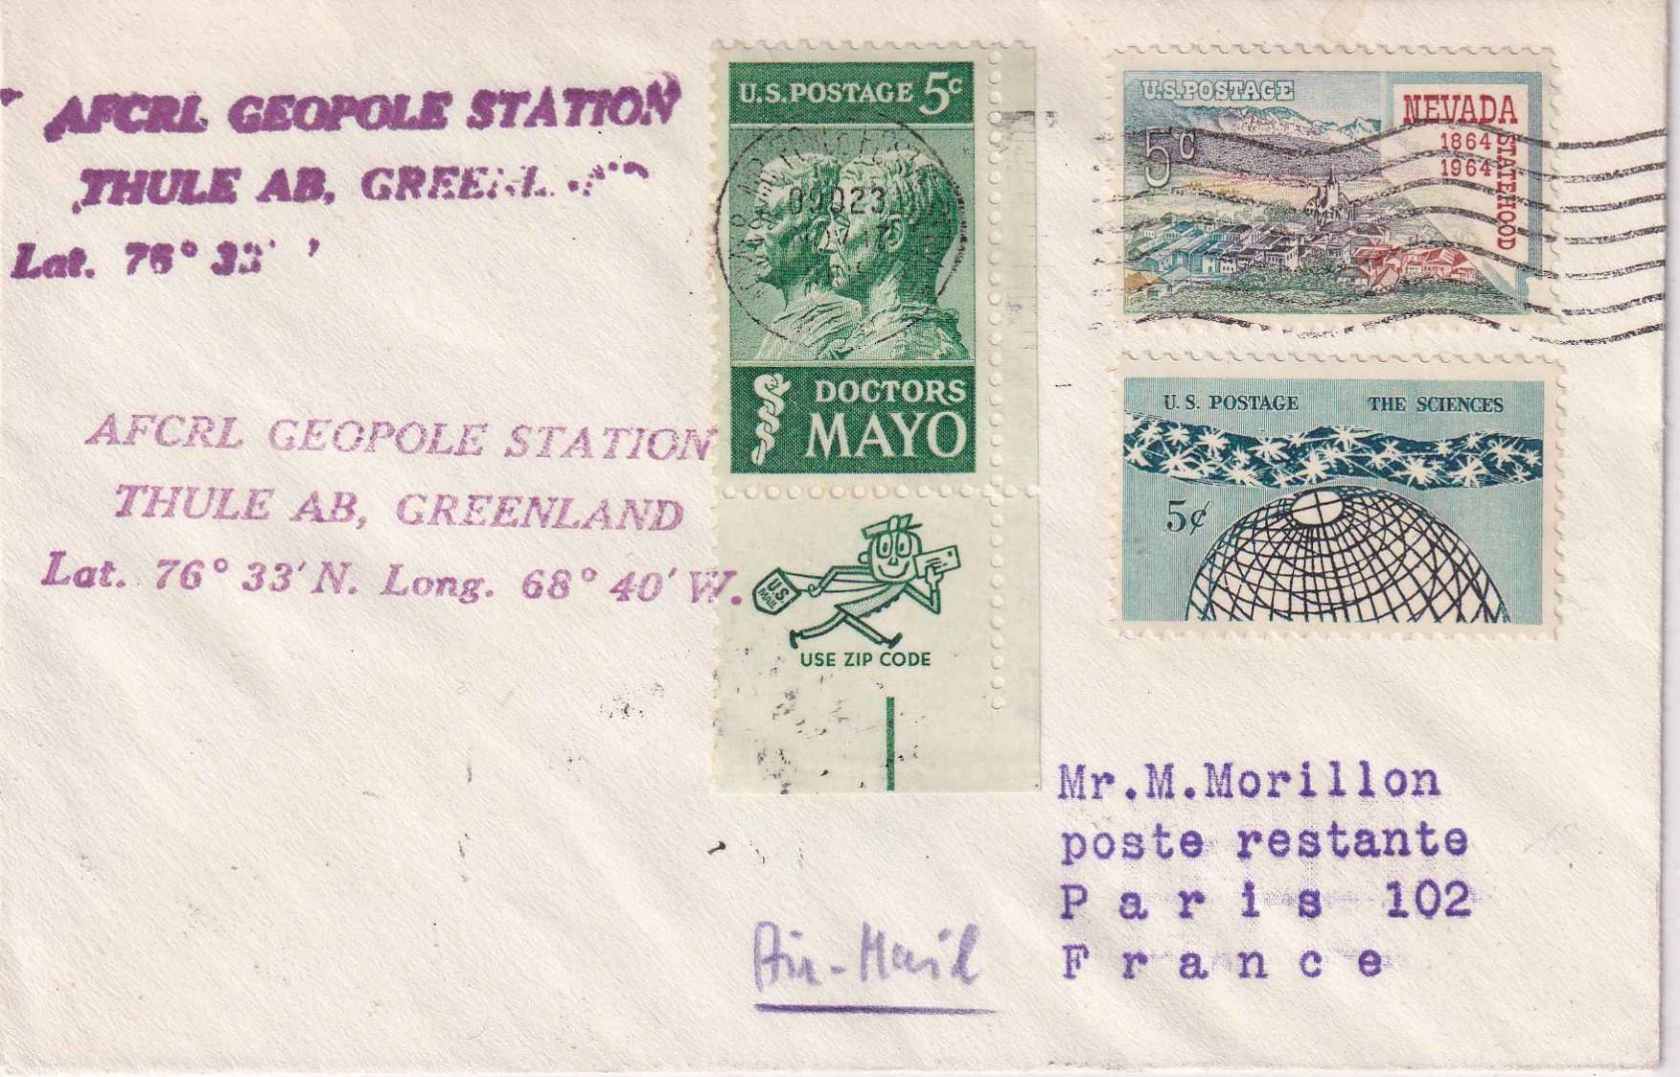 AFCRL GEOPOLE STATION
THULE AB,
Lat. 76° 33'
AFCRL GEOPOLE STATION
THULE AB, GREENLAND
Lat. 76° 33' N. Long. 68° 40' W.
U.S. POSTAGE 5c
DOCTORS
MAYO
U.S.
MAIL
USE ZIP CODE
U.S. POSTAGE
5c
NEVADA
1864
1964
STATEHOOD
U. S. POSTAGE THE SCIENCES
5¢
Mr.M.Morillon
poste restante
Paris 102
France
Air-Mail